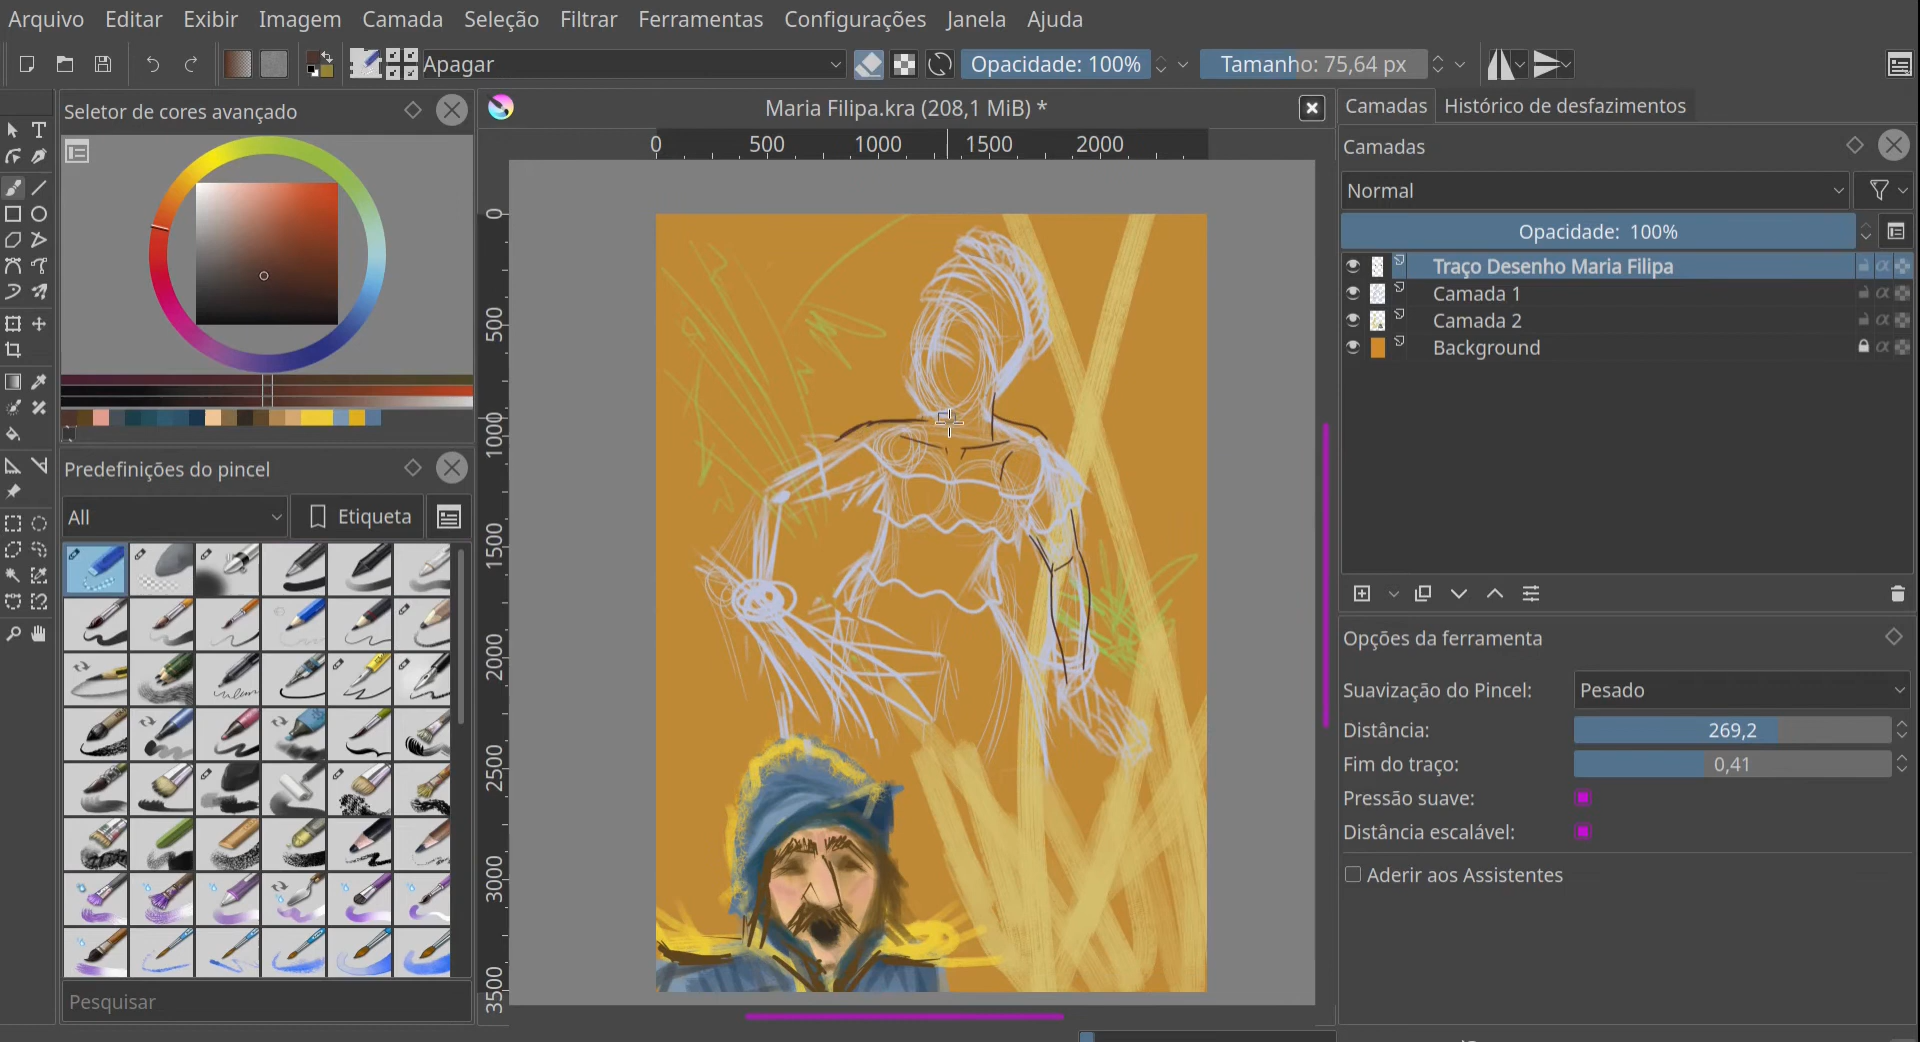 Arquivo Editar Exibir Imagem Camada Seleção Filtrar Ferramentas Configurações Janela Ajuda
Apagar Opacidade: 100% Tamanho: 75,64 px
Seletor de cores avançado
Maria Filipa.kra (208,1 MiB) *
Camadas Histórico de desfazimentos
0 500 1000 1500 2000
Camadas
Normal
0
Opacidade: 100%
Traço Desenho Maria Filipa
Camada 1
500
Camada 2
Background
1000
Predefinições do pincel
All Etiqueta
1500
2000
Opções da ferramenta
Suavização do Pincel: Pesado
Distância: 269,2
2500
Fim do traço: 0,41
Pressão suave:
Distância escalável:
3000
Aderir aos Assistentes
3500
Pesquisar